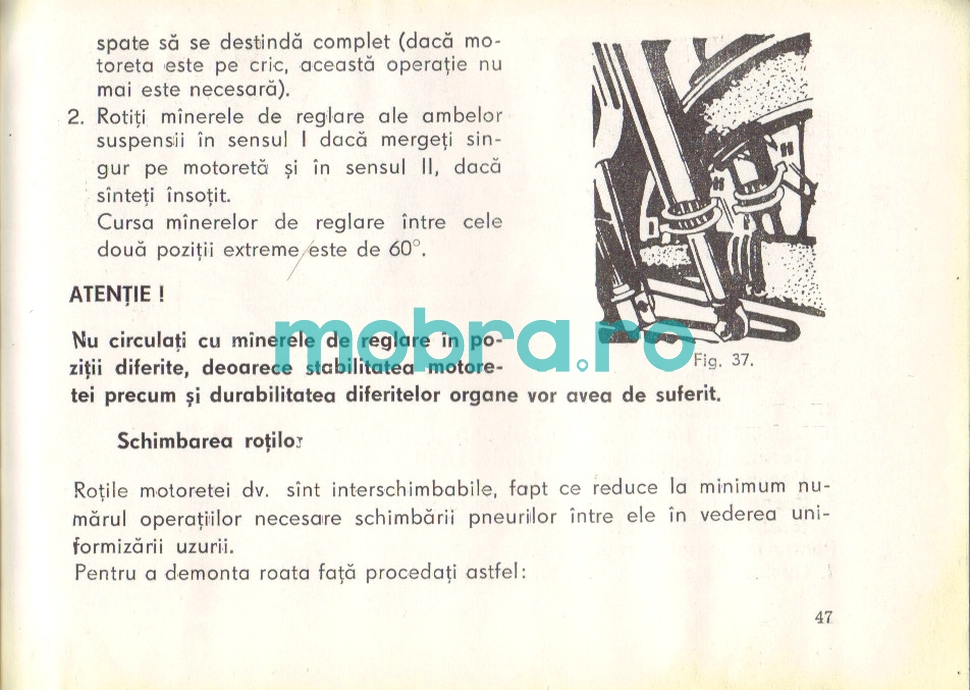 spate să se destindă complet (dacă mo-
toreta este pe cric, această operație nu
mai este necesară).
2. Rotiți mînerele de reglare ale ambelor
suspensii în sensul I dacă mergeți sin-
gur pe motoretă și în sensul II, dacă
sînteți însoțit.
Cursa mînerelor de reglare între cele
două poziții extreme este de 60°.
ATENȚIE !
Nu circulați cu mînerele de reglare în po-
ziții diferite, deoarece stabilitatea motore-
tei precum și durabilitatea diferitelor organe vor avea de suferit.
mobra.ro
I
II
Fig. 37.
Schimbarea roților
Roțile motoretei dv. sînt interschimbabile, fapt ce reduce la minimum nu-
mărul operațiilor necesare schimbării pneurilor între ele în vederea uni-
formizării uzurii.
Pentru a demonta roata față procedați astfel:
47